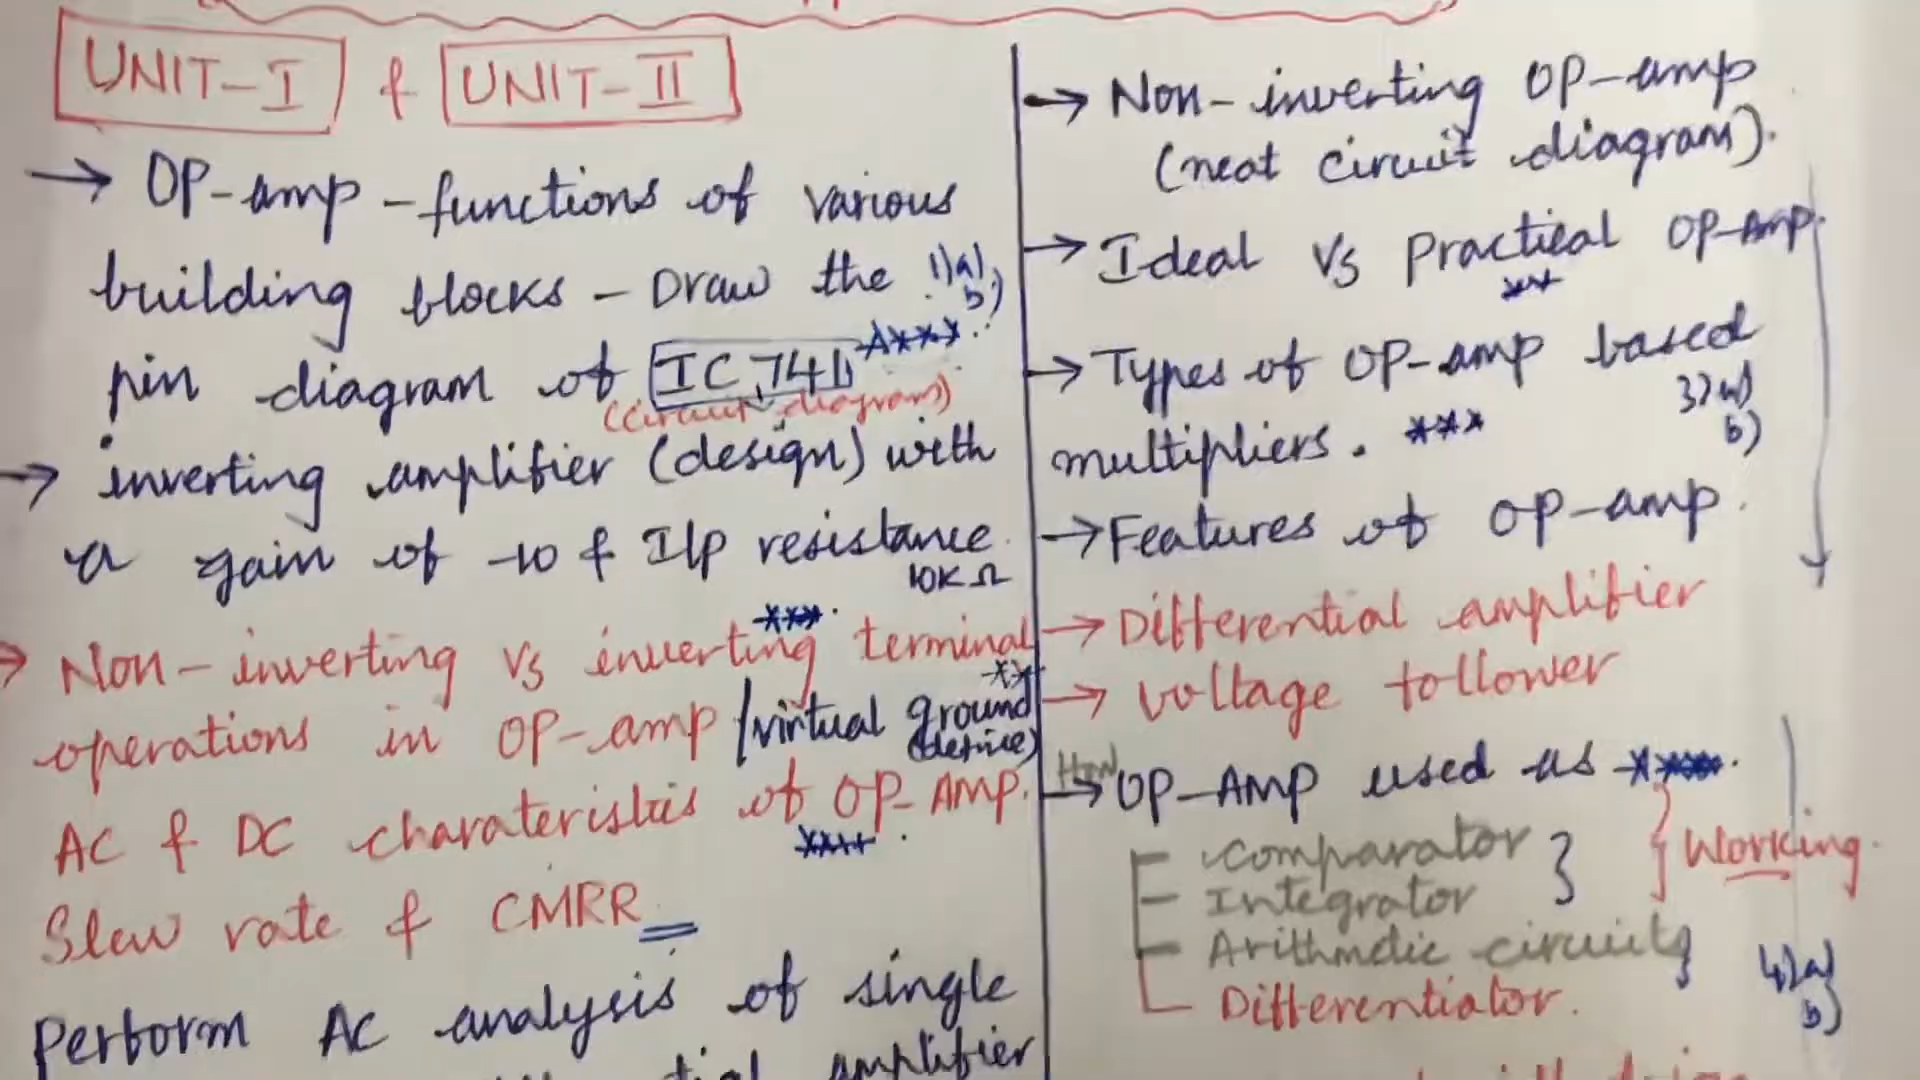 UNIT-I & UNIT-II
→ OP-amp - functions of various
building blocks - Draw the 1)a)
b)
pin diagram of IC 741 ****
(circuit diagram)
→ inverting amplifier (design) with
a gain of -10 & I/p resistance
10KΩ
***
→ Non-inverting vs inverting terminal
**
operations in OP-amp /virtual ground
(define)
AC & DC charateristics of OP-AMP.
****
Slew rate & CMRR
Perform AC analysis of single
amplifier
→ Non-inverting OP-amp
(neat circuit diagram).
→ Ideal Vs Practical OP-Amp.
***
→ Types of OP-amp based
3)a)
b)
multipliers. ***
→ Features of OP-amp.
→ Differential amplifier
→ Voltage follower
How
→ OP-AMP used as ****
Comparator
Working.
Integrator
Arithmetic circuits
4)a)
b)
Differentiator.